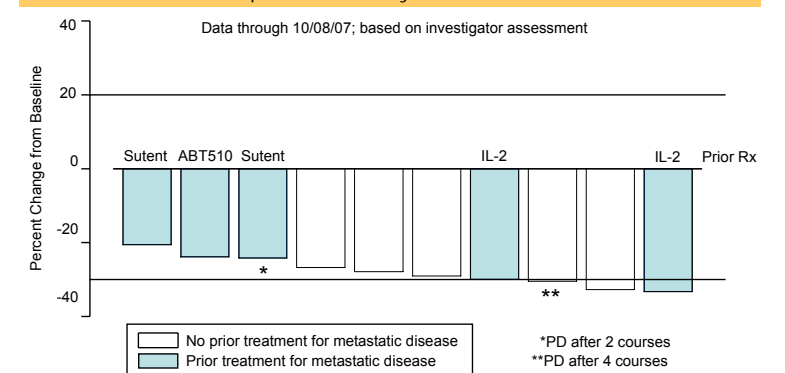 Data through 10/08/07; based on investigator assessment
Percent Change from Baseline
40
20
0
-20
-40
Sutent ABT510 Sutent IL-2 IL-2 Prior Rx
*
**
No prior treatment for metastatic disease
Prior treatment for metastatic disease
*PD after 2 courses
**PD after 4 courses